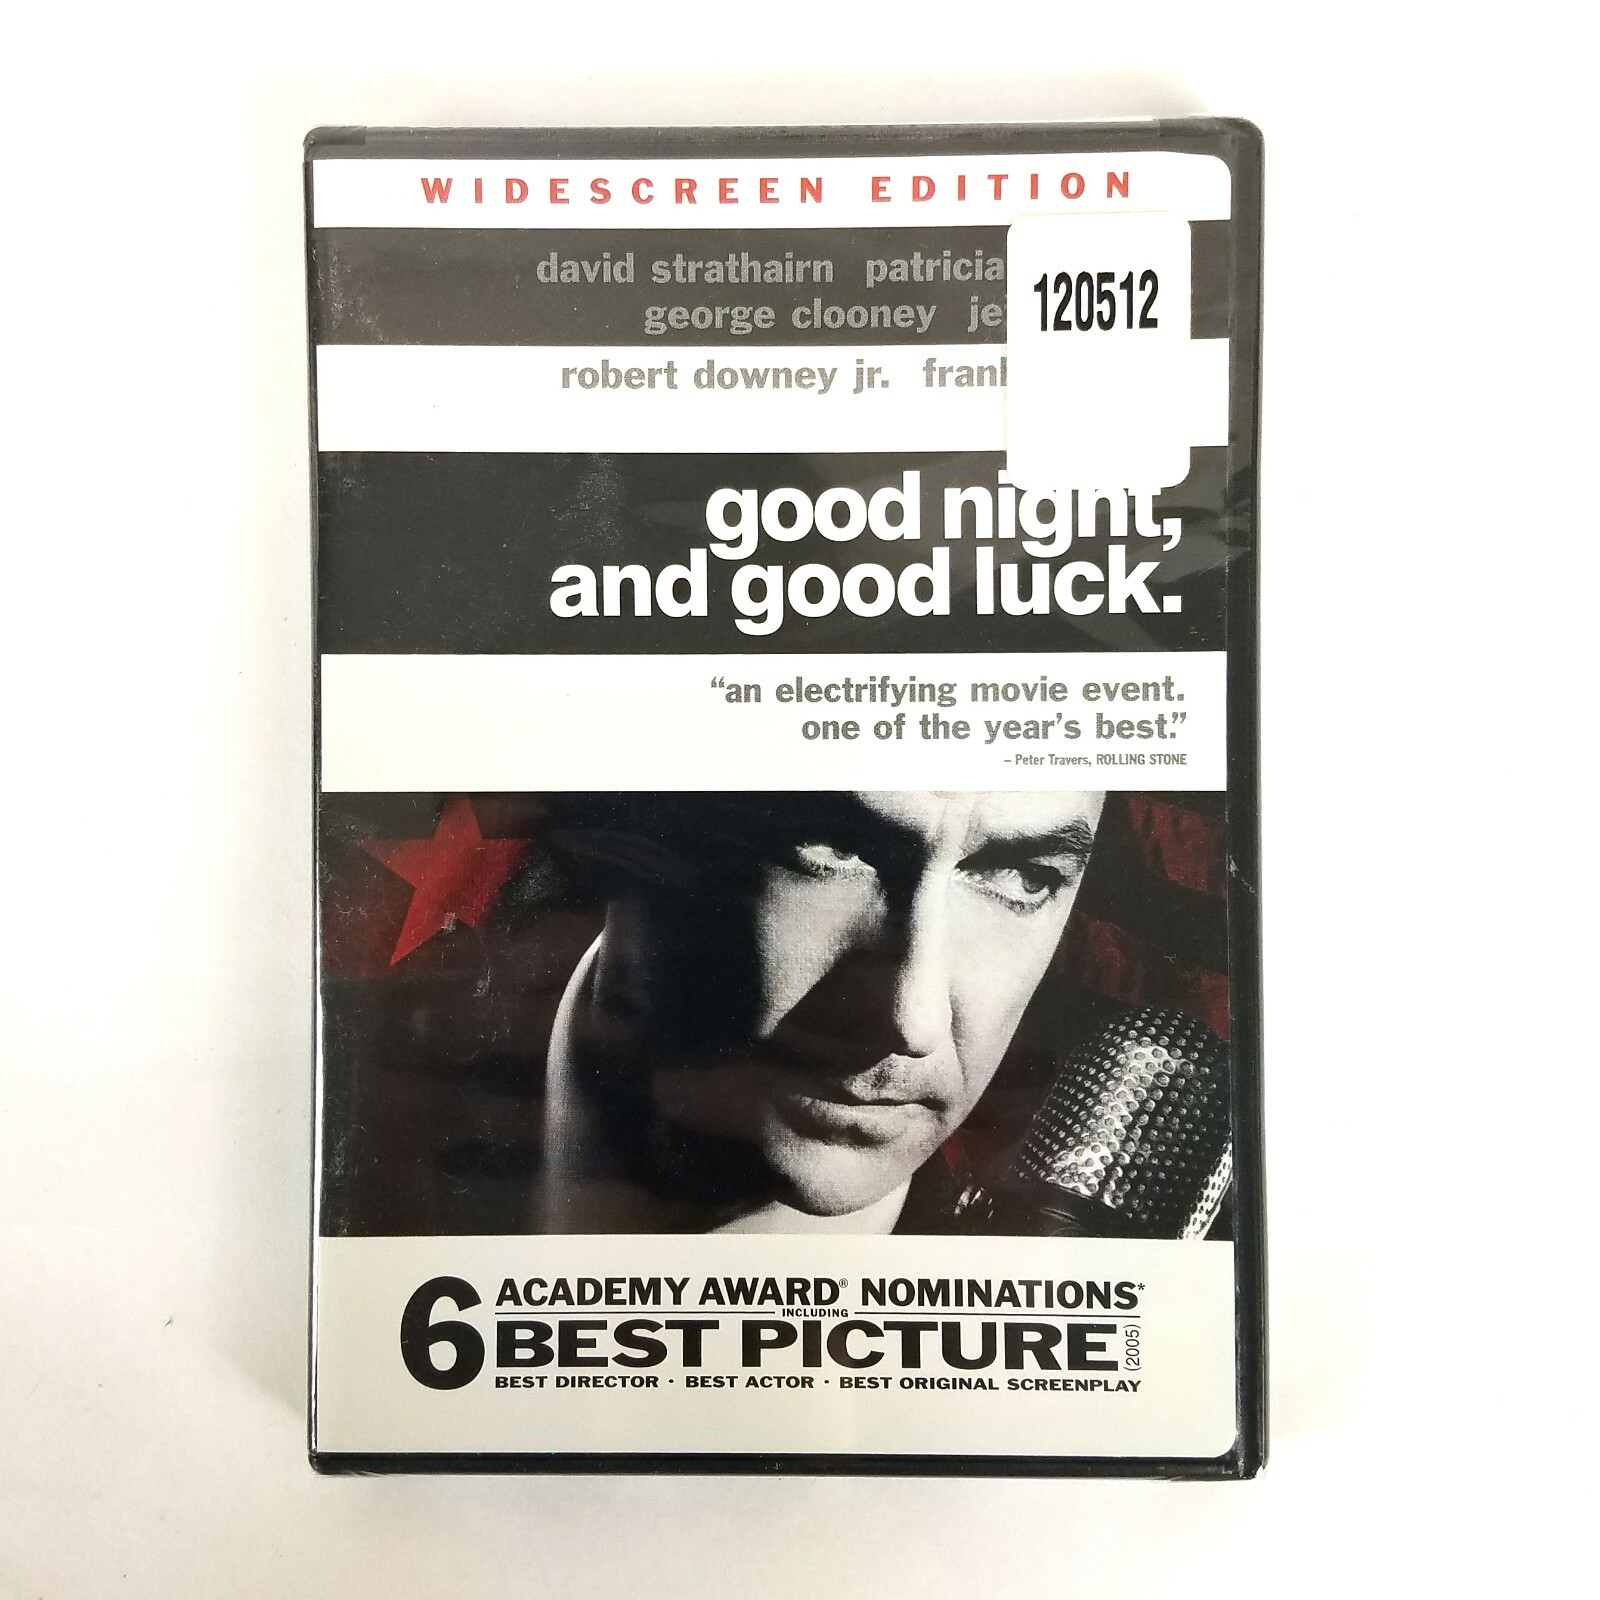 WIDESCREEN EDITION
david strathairn patricia
george clooney
robert downey jr.
120512
good night,
and good luck.
“an electrifying movie event.
one of the year's best.”
– Peter Travers, ROLLING STONE
6 ACADEMY AWARD® NOMINATIONS*
INCLUDING
BEST PICTURE (2005)
BEST DIRECTOR · BEST ACTOR · BEST ORIGINAL SCREENPLAY